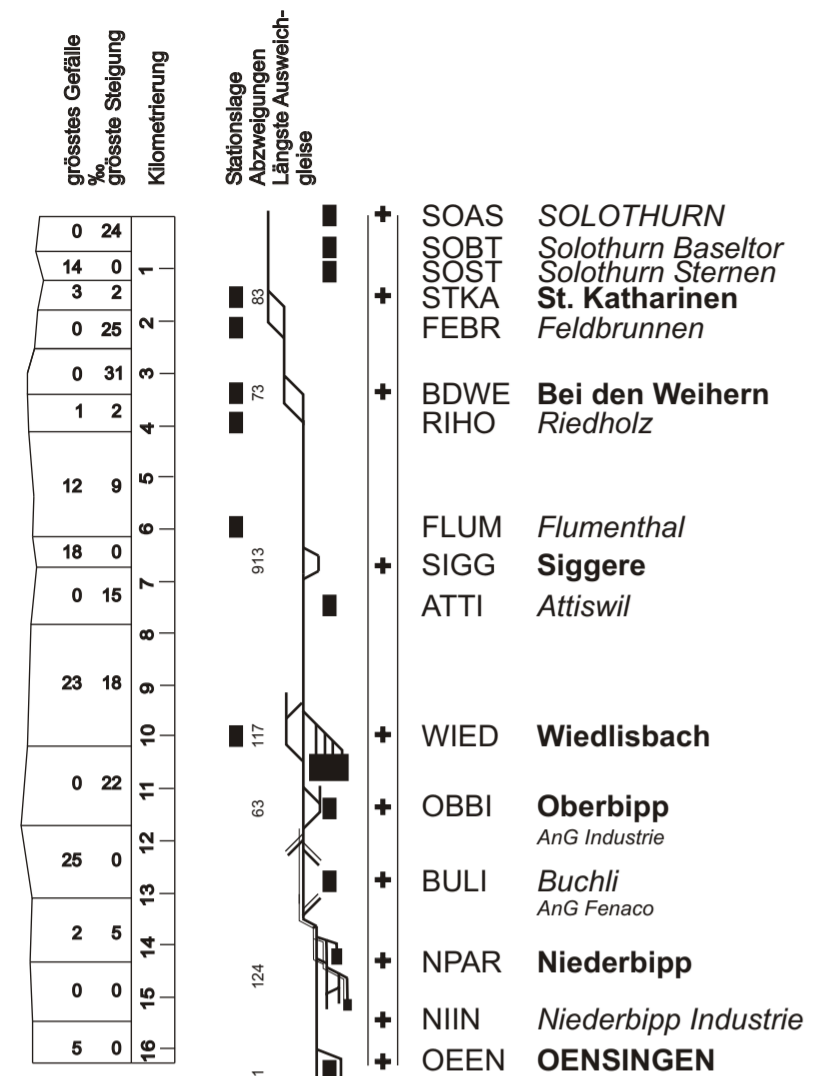 grösstes Gefälle
‰
grösste Steigung
Kilometrierung
Stationslage
Abzweigungen
Längste Ausweich-
gleise
0 24
14 0
3 2
0 25
0 31
1 2
12 9
18 0
0 15
23 18
0 22
25 0
2 5
0 0
5 0
1
2
3
4
5
6
7
8
9
10
11
12
13
14
15
16
83
73
913
117
63
124
1
+ SOAS SOLOTHURN
SOBT Solothurn Baseltor
SOST Solothurn Sternen
+ STKA St. Katharinen
FEBR Feldbrunnen
+ BDWE Bei den Weihern
RIHO Riedholz
FLUM Flumenthal
+ SIGG Siggere
ATTI Attiswil
+ WIED Wiedlisbach
+ OBBI Oberbipp
AnG Industrie
+ BULI Buchli
AnG Fenaco
+ NPAR Niederbipp
+ NIIN Niederbipp Industrie
+ OEEN OENSINGEN